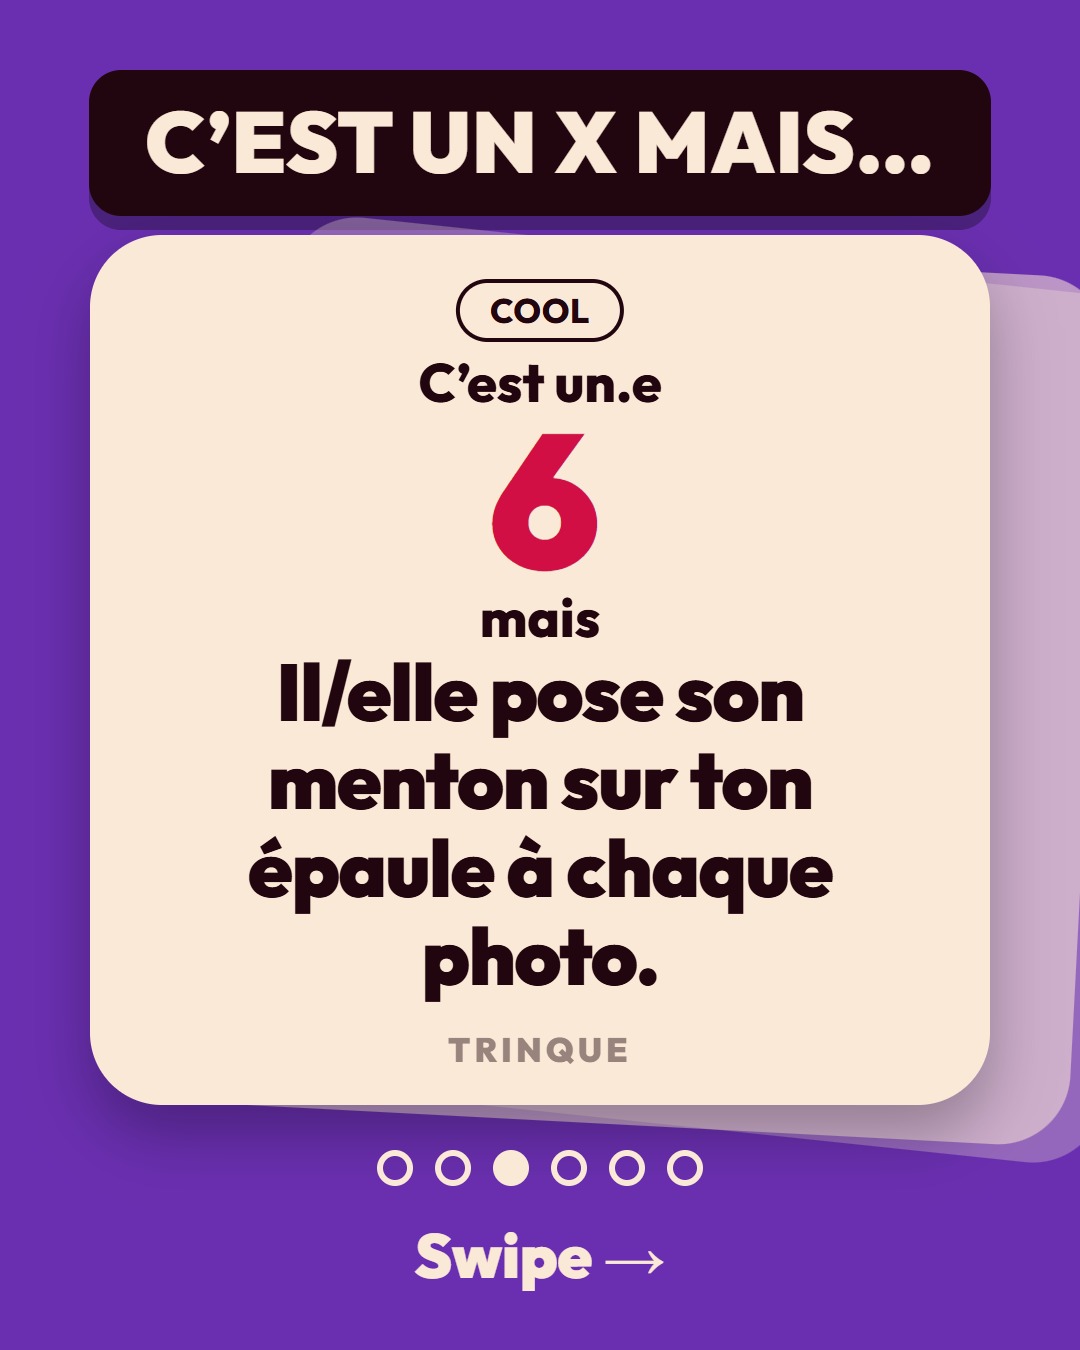 C’EST UN X MAIS...
COOL
C’est un.e
6
mais
Il/elle pose son
menton sur ton
épaule à chaque
photo.
TRINQUE
Swipe →